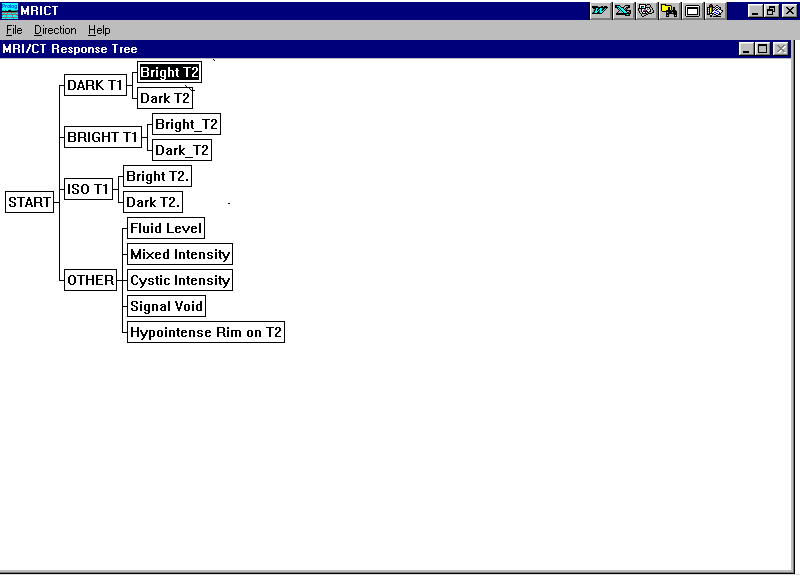 MRICT
File Direction Help
MRI/CT Response Tree
START
DARK T1
Bright T2
Dark T2
BRIGHT T1
Bright_T2
Dark_T2
ISO T1
Bright T2.
Dark T2.
OTHER
Fluid Level
Mixed Intensity
Cystic Intensity
Signal Void
Hypointense Rim on T2